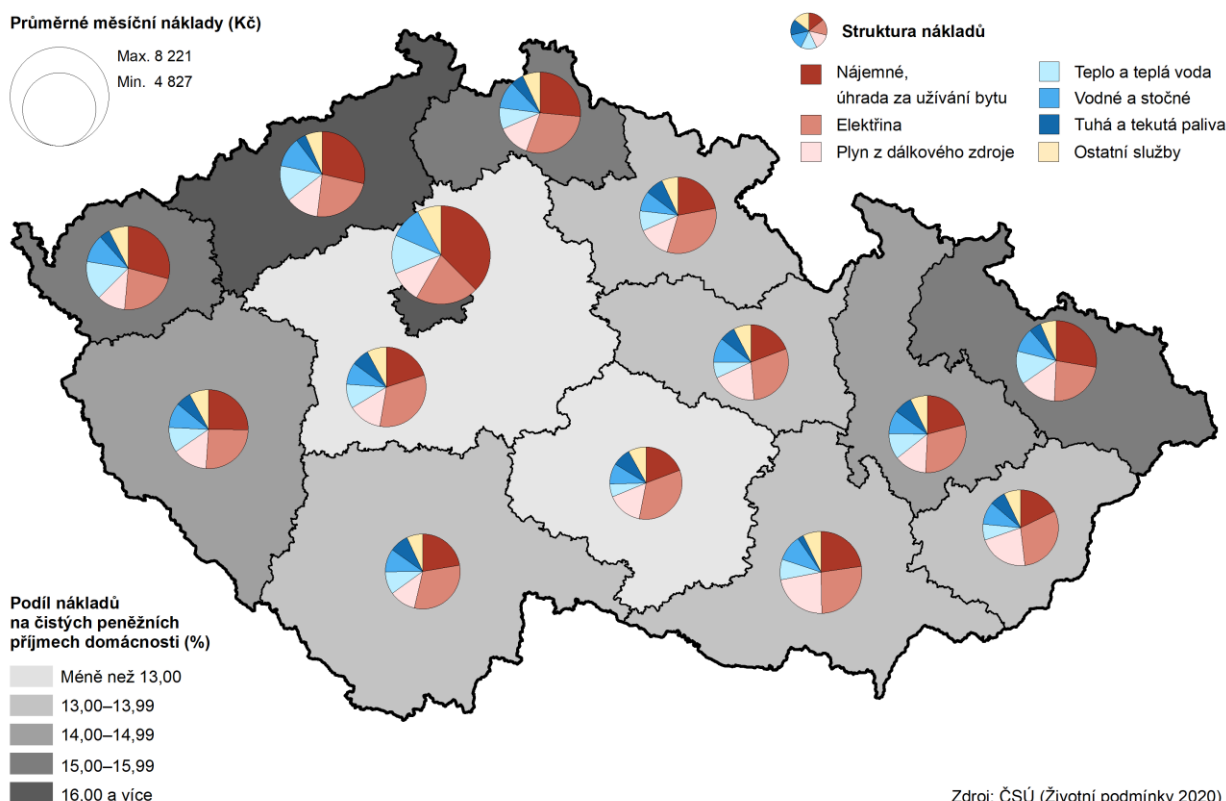 Průměrné měsíční náklady (Kč)
Max. 8 221
Min. 4 827
Struktura nákladů
Nájemné,
úhrada za užívání bytu
Elektřina
Plyn z dálkového zdroje
Teplo a teplá voda
Vodné a stočné
Tuhá a tekutá paliva
Ostatní služby
Podíl nákladů
na čistých peněžních
příjmech domácnosti (%)
Méně než 13,00
13,00–13,99
14,00–14,99
15,00–15,99
16,00 a více
Zdroj: ČSÚ (Životní podmínky 2020)